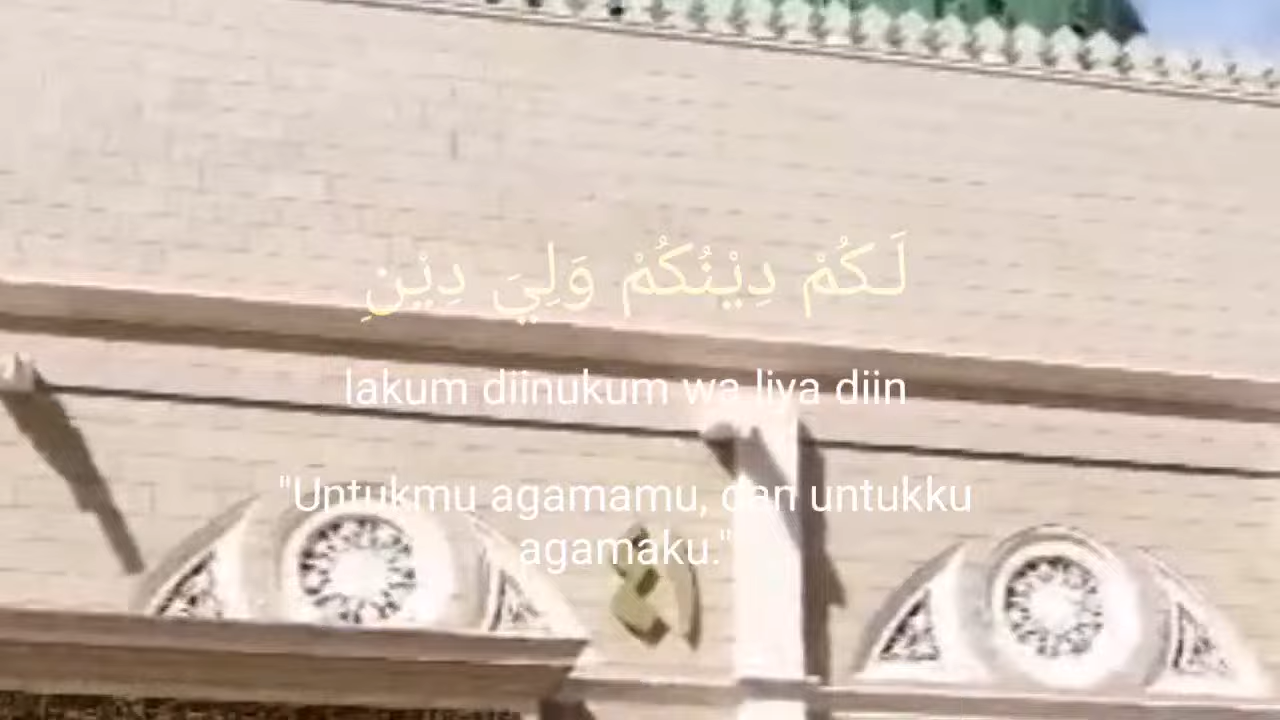 لَكُمْ دِيْنُكُمْ وَلِيَ دِيْنِ
lakum diinukum wa liya diin
"Untukmu agamamu, dan untukku
agamaku."